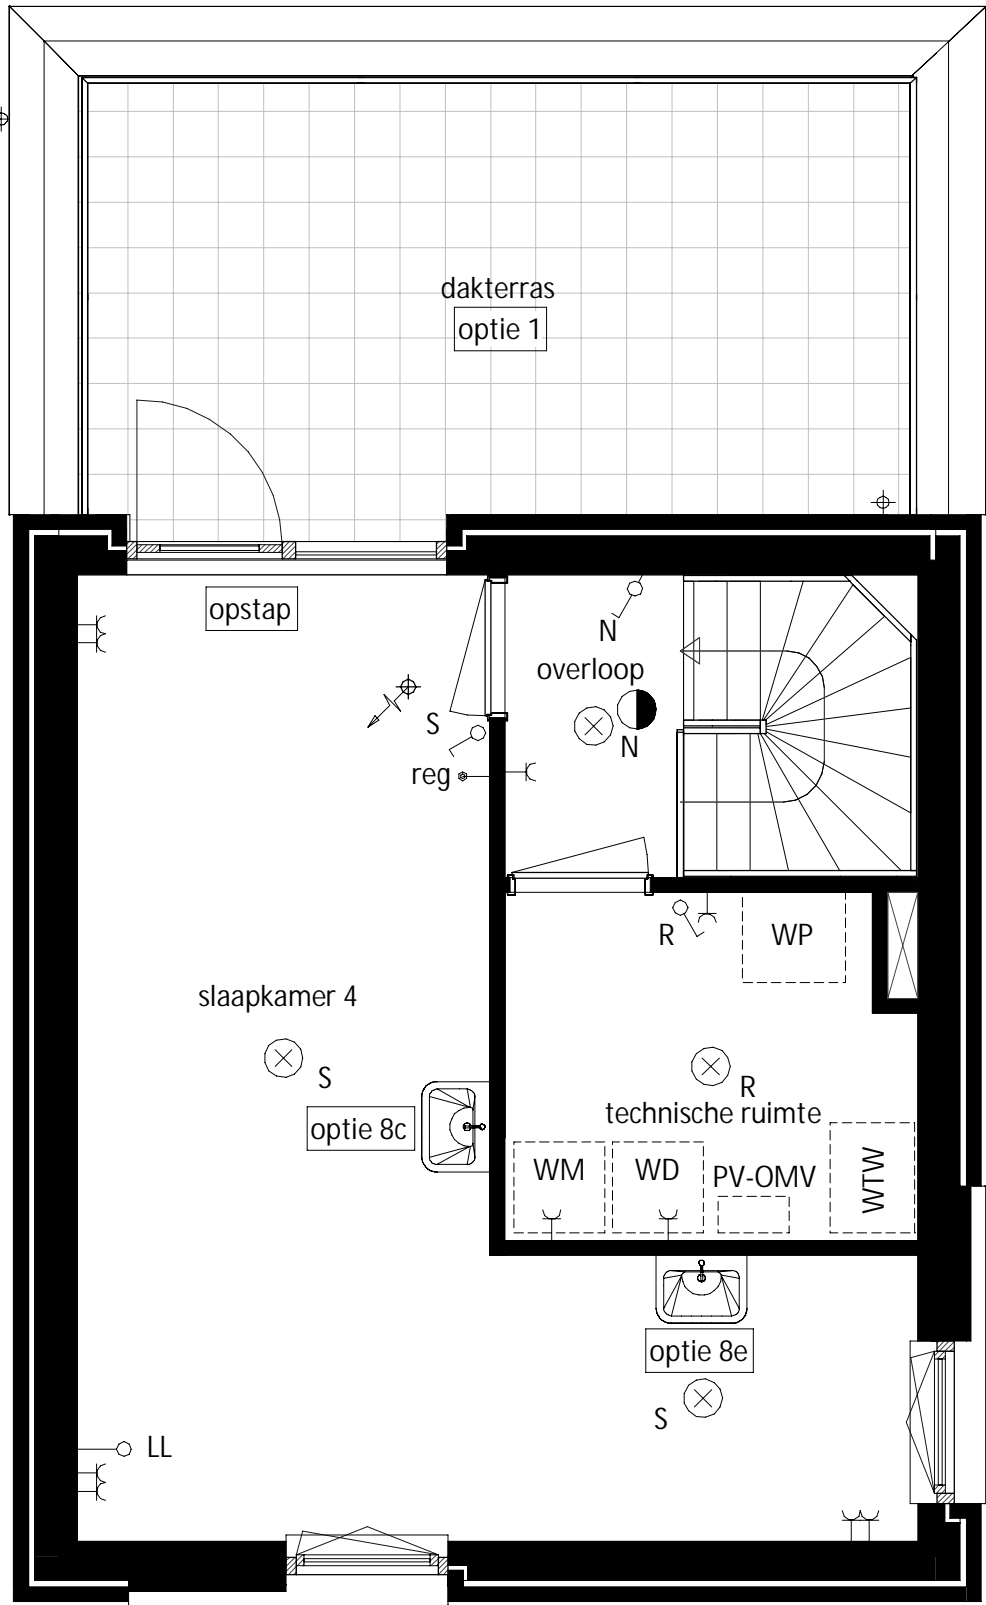 dakterras
optie 1
opstap
N
overloop
S
N
reg
R
WP
slaapkamer 4
S
R
optie 8c
technische ruimte
WM
WD
PV-OMV
WTW
optie 8e
S
LL